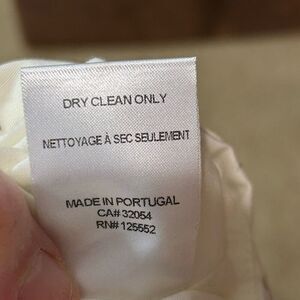 DRY CLEAN ONLY
NETTOYAGE À SEC SEULEMENT
MADE IN PORTUGAL
CA# 32054
RN# 125552